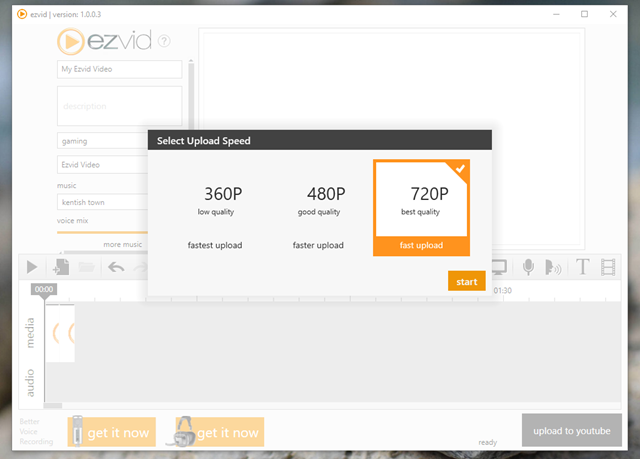 ezvid | version: 1.0.0.3
ezvid ?
My Ezvid Video
description
gaming
Ezvid Video
music
kentish town
voice mix
more music
Select Upload Speed
360P
low quality
fastest upload
480P
good quality
faster upload
720P
best quality
fast upload
start
T
00:00
01:30
media
audio
Better
Voice
Recording
get it now
get it now
ready
upload to youtube